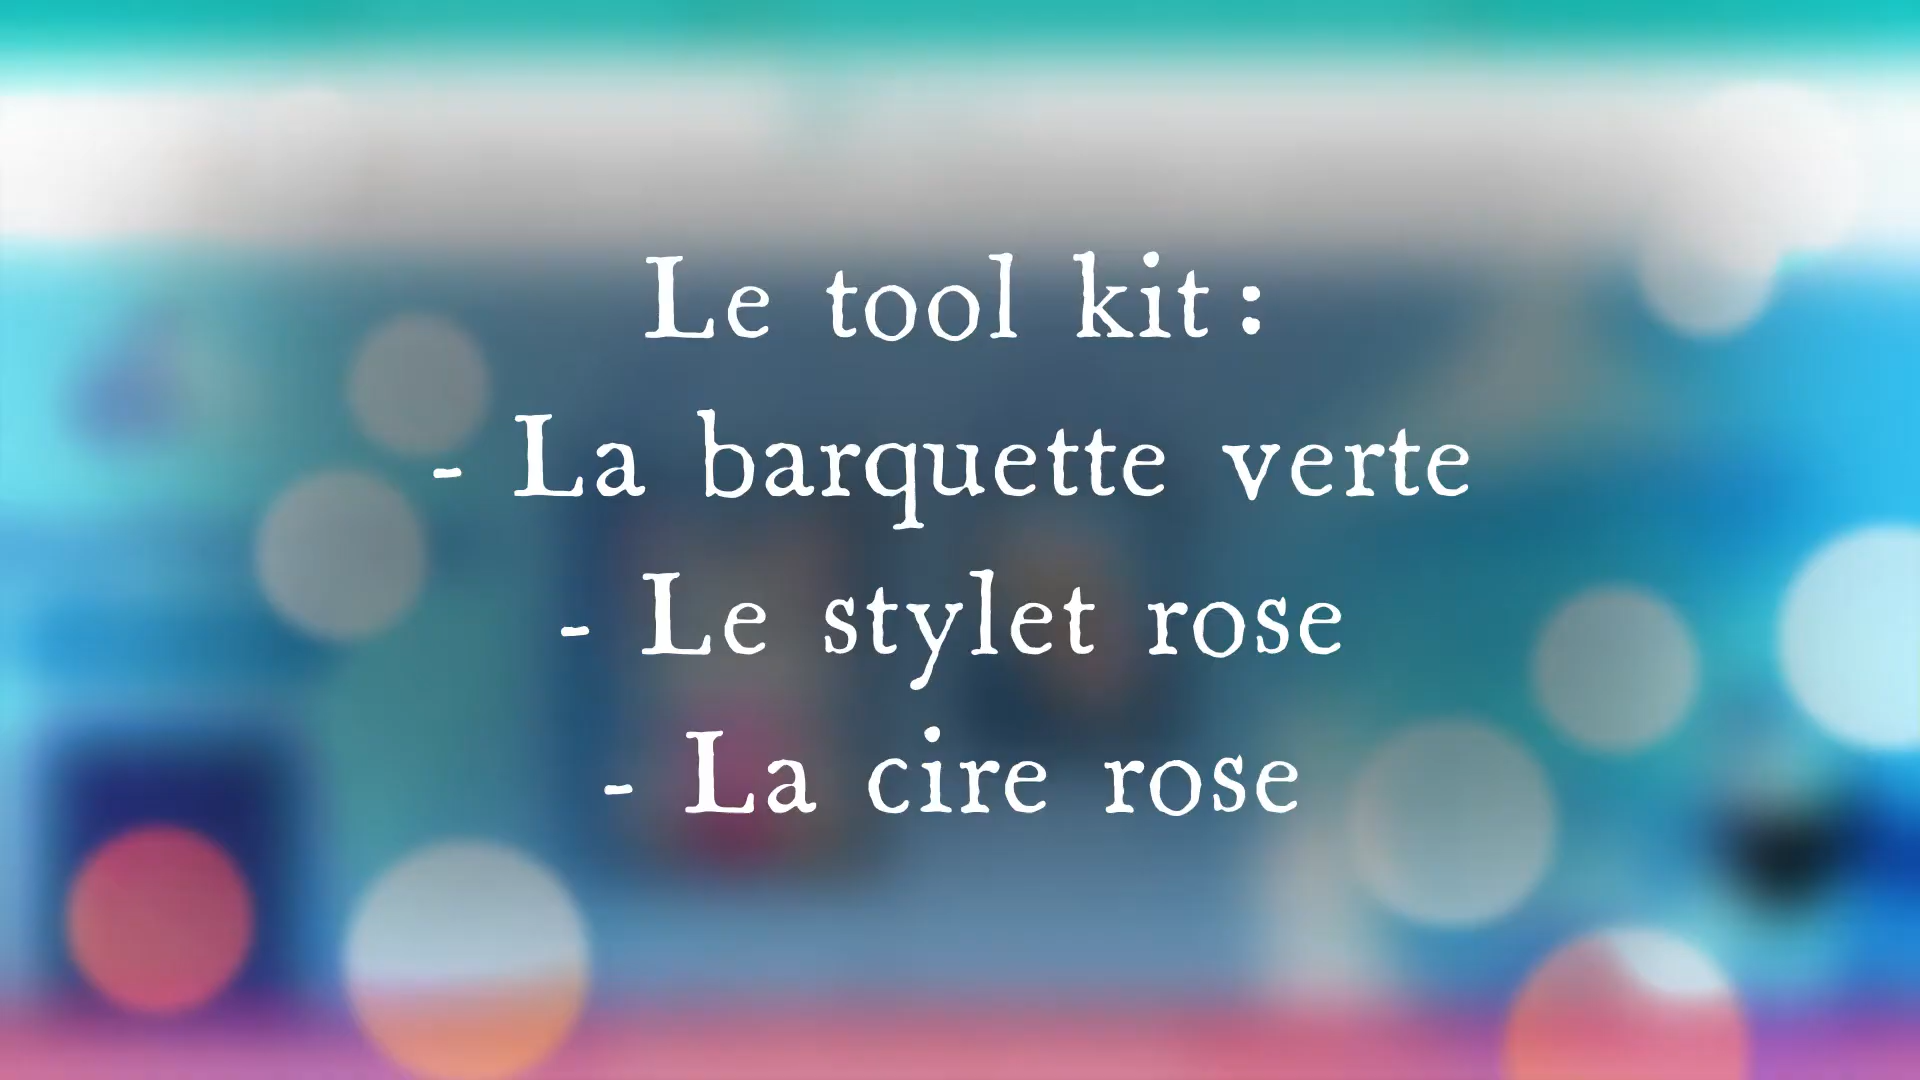 Le tool kit :
- La barquette verte
- Le stylet rose
- La cire rose